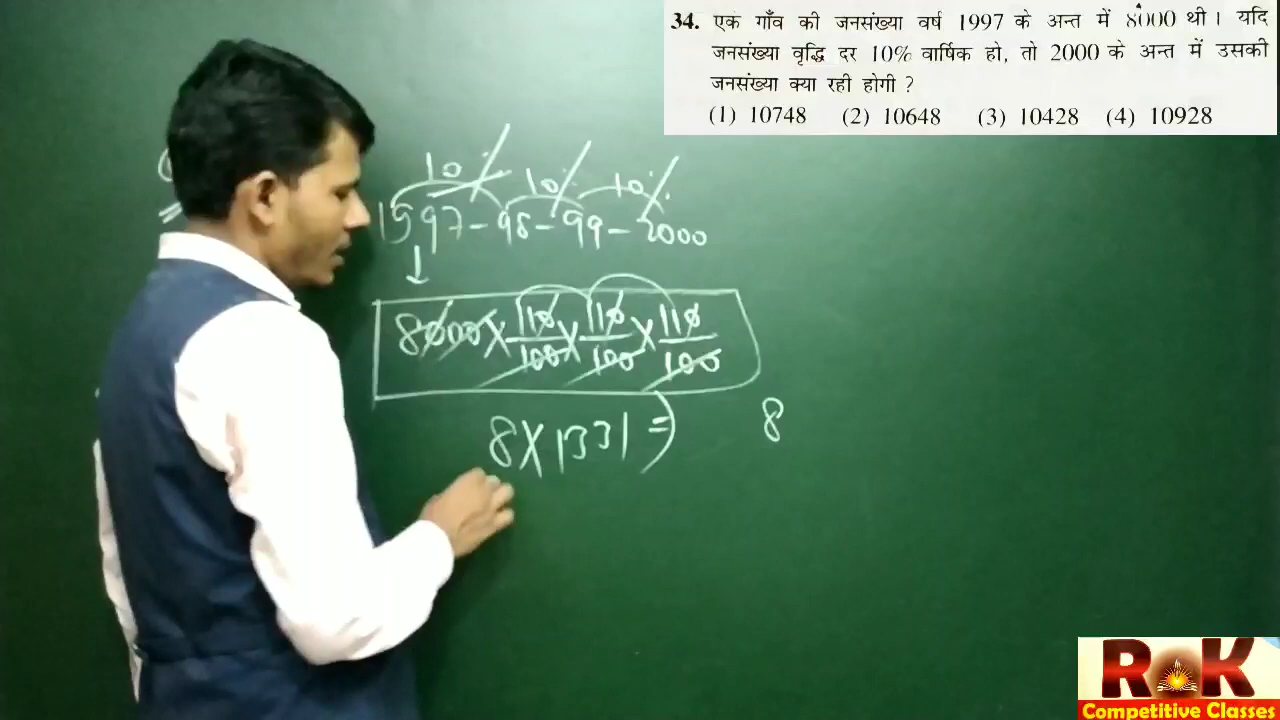 34. एक गाँव की जनसंख्या वर्ष 1997 के अन्त में 8000 थी। यदि
जनसंख्या वृद्धि दर 10% वार्षिक हो, तो 2000 के अन्त में उसकी
जनसंख्या क्या रही होगी ?
(1) 10748 (2) 10648 (3) 10428 (4) 10928
10% 10% 10%
1997 - 98 - 99 - 2000
8000 × 110/100 × 110/100 × 110/100
8 × 1331 =) 8
ROK
Competitive Classes